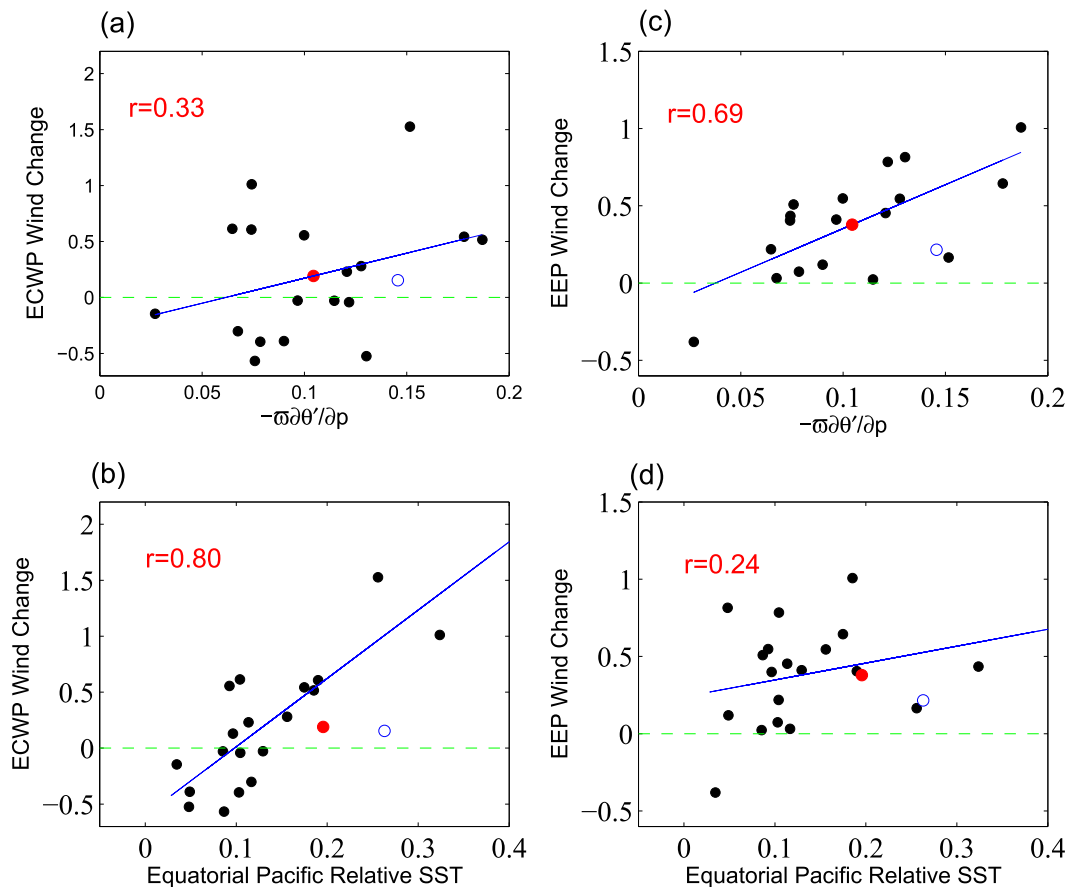 (a)
r=0.33
ECWP Wind Change
2
1.5
1
0.5
0
−0.5
0 0.05 0.1 0.15 0.2
−ϖ∂θ′/∂p
(c)
r=0.69
EEP Wind Change
1.5
1
0.5
0
−0.5
0 0.05 0.1 0.15 0.2
−ϖ∂θ′/∂p
(b)
r=0.80
ECWP Wind Change
2
1.5
1
0.5
0
−0.5
0 0.1 0.2 0.3 0.4
Equatorial Pacific Relative SST
(d)
r=0.24
EEP Wind Change
1.5
1
0.5
0
−0.5
0 0.1 0.2 0.3 0.4
Equatorial Pacific Relative SST